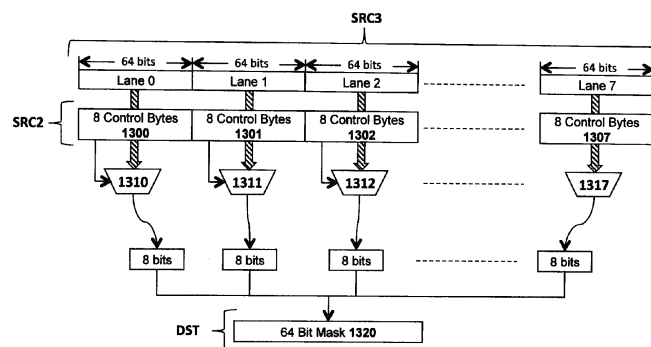 SRC3
64 bits 64 bits 64 bits 64 bits
Lane 0 Lane 1 Lane 2 Lane 7
SRC2
8 Control Bytes 8 Control Bytes 8 Control Bytes 8 Control Bytes
1300 1301 1302 1307
1310 1311 1312 1317
8 bits 8 bits 8 bits 8 bits
DST
64 Bit Mask 1320